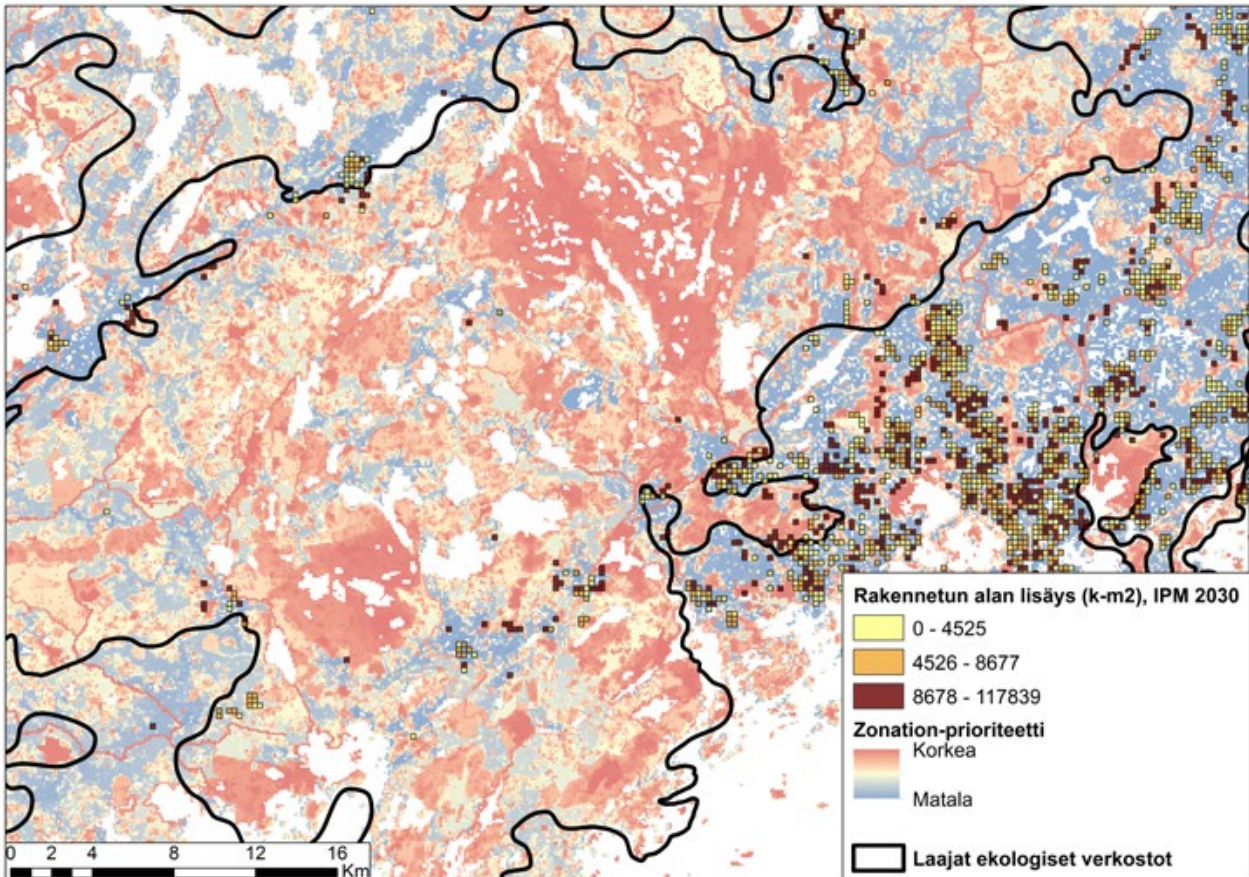 Rakennetun alan lisäys (k-m2), IPM 2030
0 - 4525
4526 - 8677
8678 - 117839
Zonation-prioriteetti
Korkea
Matala
Laajat ekologiset verkostot
0 2 4 8 12 16
Km